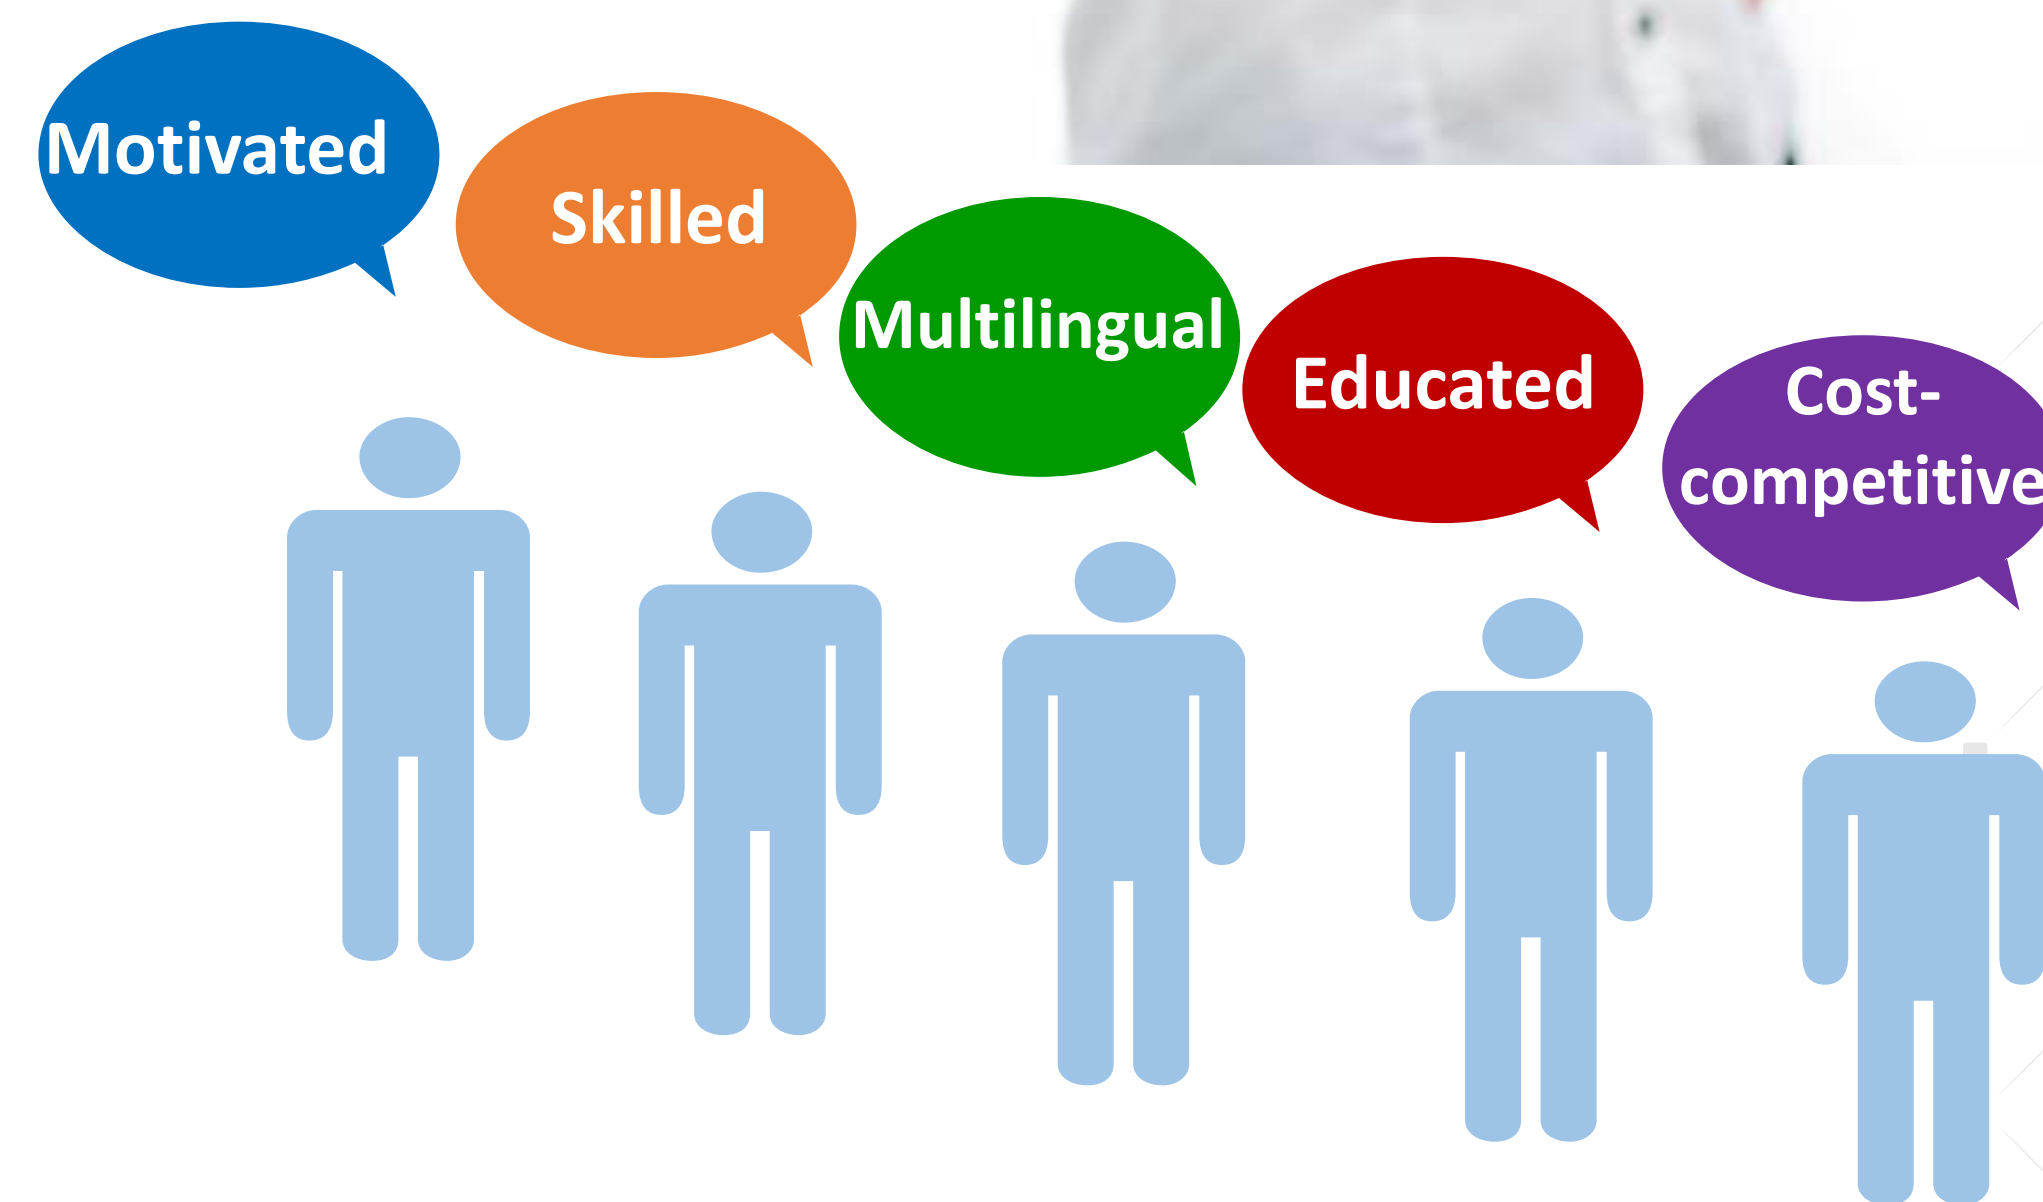 Motivated
Skilled
Multilingual
Educated
Cost-
competitive